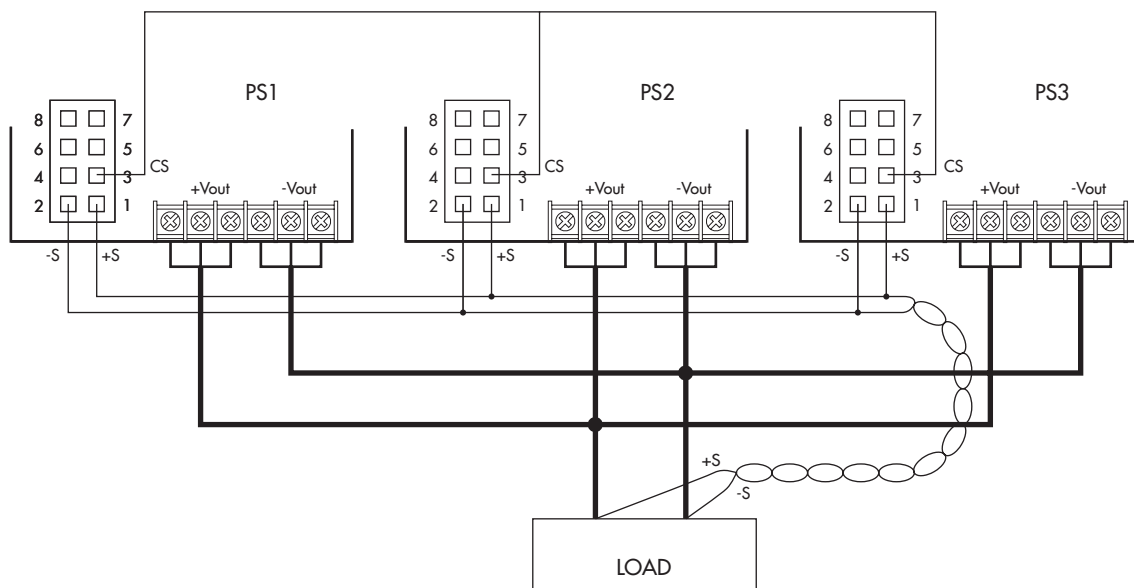 PS1 PS2 PS3
8 7 8 7 8 7
6 5 6 5 6 5
4 3 CS 4 3 CS 4 3 CS
+Vout -Vout +Vout -Vout +Vout -Vout
2 1 2 1 2 1
-S +S -S +S -S +S
+S
-S
LOAD